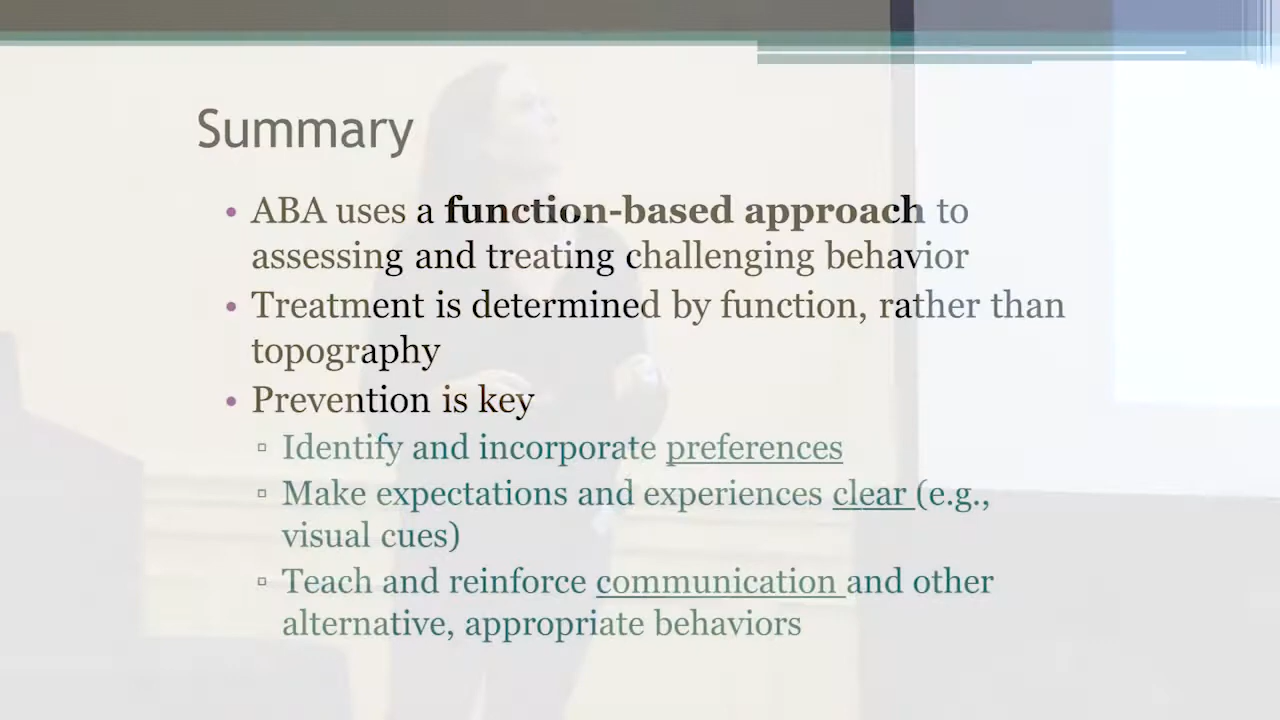 Summary
• ABA uses a function-based approach to
assessing and treating challenging behavior
• Treatment is determined by function, rather than
topography
• Prevention is key
▫ Identify and incorporate preferences
▫ Make expectations and experiences clear (e.g.,
visual cues)
▫ Teach and reinforce communication and other
alternative, appropriate behaviors